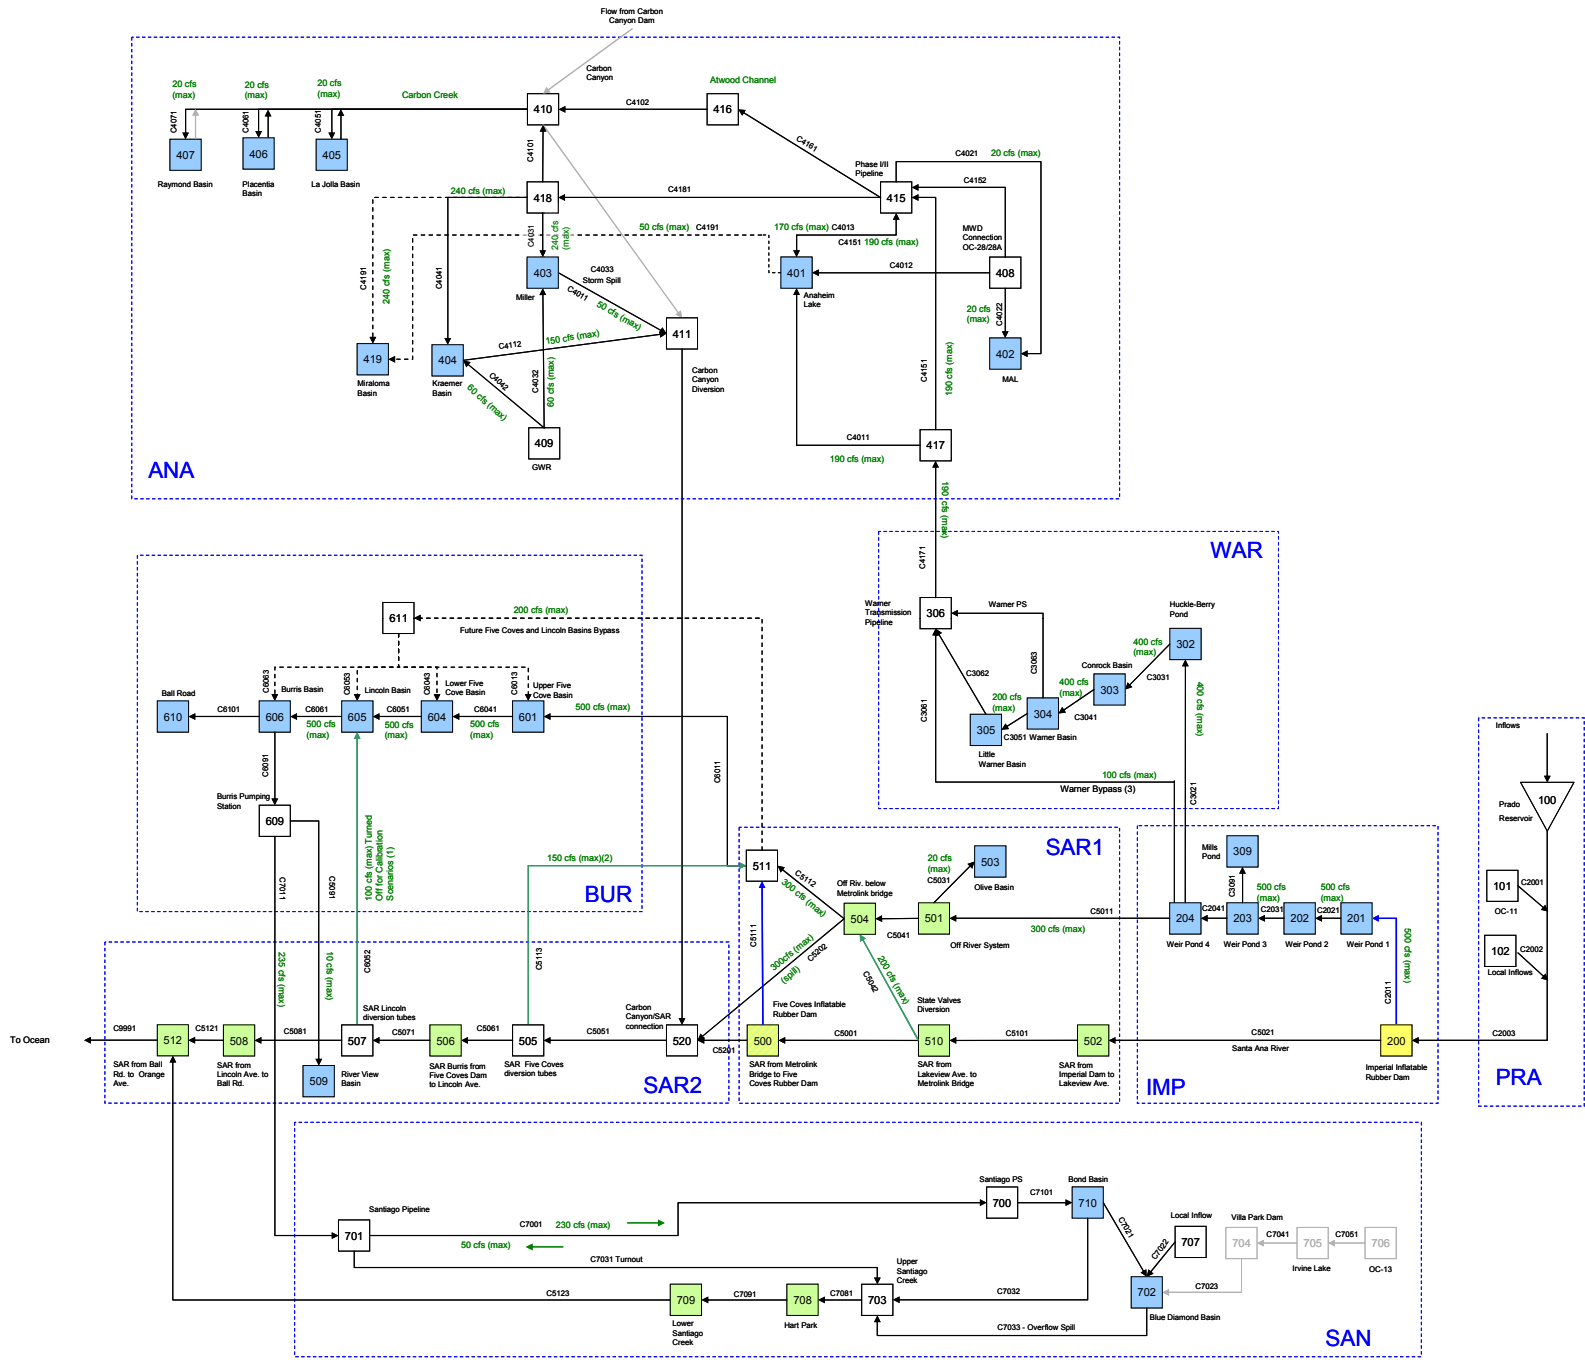 Flow from Carbon
Canyon Dam
Carbon
Canyon
20 cfs
(max)
20 cfs
(max)
20 cfs
(max)
Carbon Creek
Atwood Channel
410
C4102
416
C4071
C4061
C4051
407
406
405
Raymond Basin
Placentia
Basin
La Jolla Basin
C4101
C4161
Phase I/II
Pipeline
C4021
20 cfs (max)
C4152
240 cfs (max)
418
C4181
415
C4031
240 cfs
(max)
50 cfs (max)
C4191
170 cfs (max)
C4013
C4151
190 cfs (max)
MWD
Connection
OC-28/28A
C4191
240 cfs (max)
C4041
403
Miller
C4033
Storm Spill
C4011
50 cfs (max)
401
Anaheim
Lake
C4012
408
20 cfs
(max)
C4022
411
C4112
150 cfs (max)
419
Miraloma
Basin
404
Kraemer
Basin
C4042
60 cfs (max)
C4032
60 cfs (max)
Carbon
Canyon
Diversion
C4151
190 cfs (max)
402
MAL
409
GWR
C4011
190 cfs (max)
417
ANA
190 cfs (max)
C4171
WAR
611
200 cfs (max)
Future Five Coves and Lincoln Basins Bypass
Warner
Transmission
Pipeline
306
Warner PS
Huckle-Berry
Pond
302
400 cfs
(max)
C3031
C3062
C3063
Conrock Basin
303
400 cfs
(max)
C3041
200 cfs
(max)
304
305
C3051
Warner Basin
Little
Warner Basin
C3061
400 cfs (max)
C3021
100 cfs (max)
Warner Bypass (3)
C6063
C6053
C6043
C6013
Ball Road
Burris Basin
Lincoln Basin
Lower Five
Cove Basin
Upper Five
Cove Basin
610
C6101
606
C6061
500 cfs
(max)
605
C6051
500 cfs
(max)
604
C6041
500 cfs
(max)
601
500 cfs (max)
C6091
C6011
Burris Pumping
Station
609
100 cfs (max) Turned
Off for Calibration
Scenarios (1)
C7011
C5091
BUR
150 cfs (max)(2)
Inflows
100
Prado
Reservoir
SAR1
511
C5112
300 cfs (max)
Off Riv. below
Metrolink bridge
20 cfs
(max)
C5031
503
Olive Basin
504
C5041
501
Off River System
C5011
300 cfs (max)
Mills
Pond
309
C3091
500 cfs
(max)
500 cfs
(max)
204
C2041
203
C2031
202
C2021
201
Weir Pond 4
Weir Pond 3
Weir Pond 2
Weir Pond 1
101
OC-11
C2001
102
Local Inflows
C2002
235 cfs (max)
10 cfs (max)
C6052
C5113
C5111
300cfs (max)
(spill)
C5202
200 cfs (max)
C5042
500 cfs (max)
C2011
To Ocean
C9991
512
C5121
508
C5081
SAR Lincoln
diversion tubes
507
C5071
506
C5061
505
C5051
Carbon
Canyon/SAR
connection
520
C5201
Five Coves Inflatable
Rubber Dam
500
C5001
State Valves
Diversion
510
C5101
502
C5021
Santa Ana River
200
C2003
SAR from Ball
Rd. to Orange
Ave.
SAR from
Lincoln Ave. to
Ball Rd.
509
River View
Basin
SAR Burris from
Five Coves Dam
to Lincoln Ave.
SAR Five Coves
diversion tubes
SAR2
SAR from Metrolink
Bridge to Five
Coves Rubber Dam
SAR from
Lakeview Ave. to
Metrolink Bridge
SAR from
Imperial Dam to
Lakeview Ave.
IMP
Imperial Inflatable
Rubber Dam
PRA
Santiago Pipeline
701
C7001
230 cfs (max)
50 cfs (max)
C7031 Turnout
Santiago PS
700
C7101
Bond Basin
710
C7021
Local Inflow
707
C7022
Villa Park Dam
704
C7041
705
Irvine Lake
C7051
706
OC-13
C7023
Upper
Santiago
Creek
C5123
709
C7091
708
C7081
703
C7032
702
Lower
Santiago
Creek
Hart Park
C7033 - Overflow Spill
Blue Diamond Basin
SAN